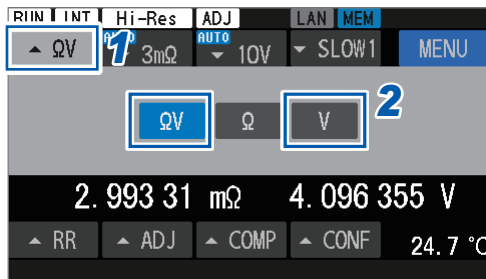 RUN INT Hi-Res ADJ LAN MEM
▲ ΩV 1 AUTO ▼ 3mΩ AUTO ▼ 10V ▼ SLOW1 MENU
ΩV Ω V 2
2.993 31 mΩ 4.096 355 V
▲ RR ▲ ADJ ▲ COMP ▲ CONF 24.7 °C